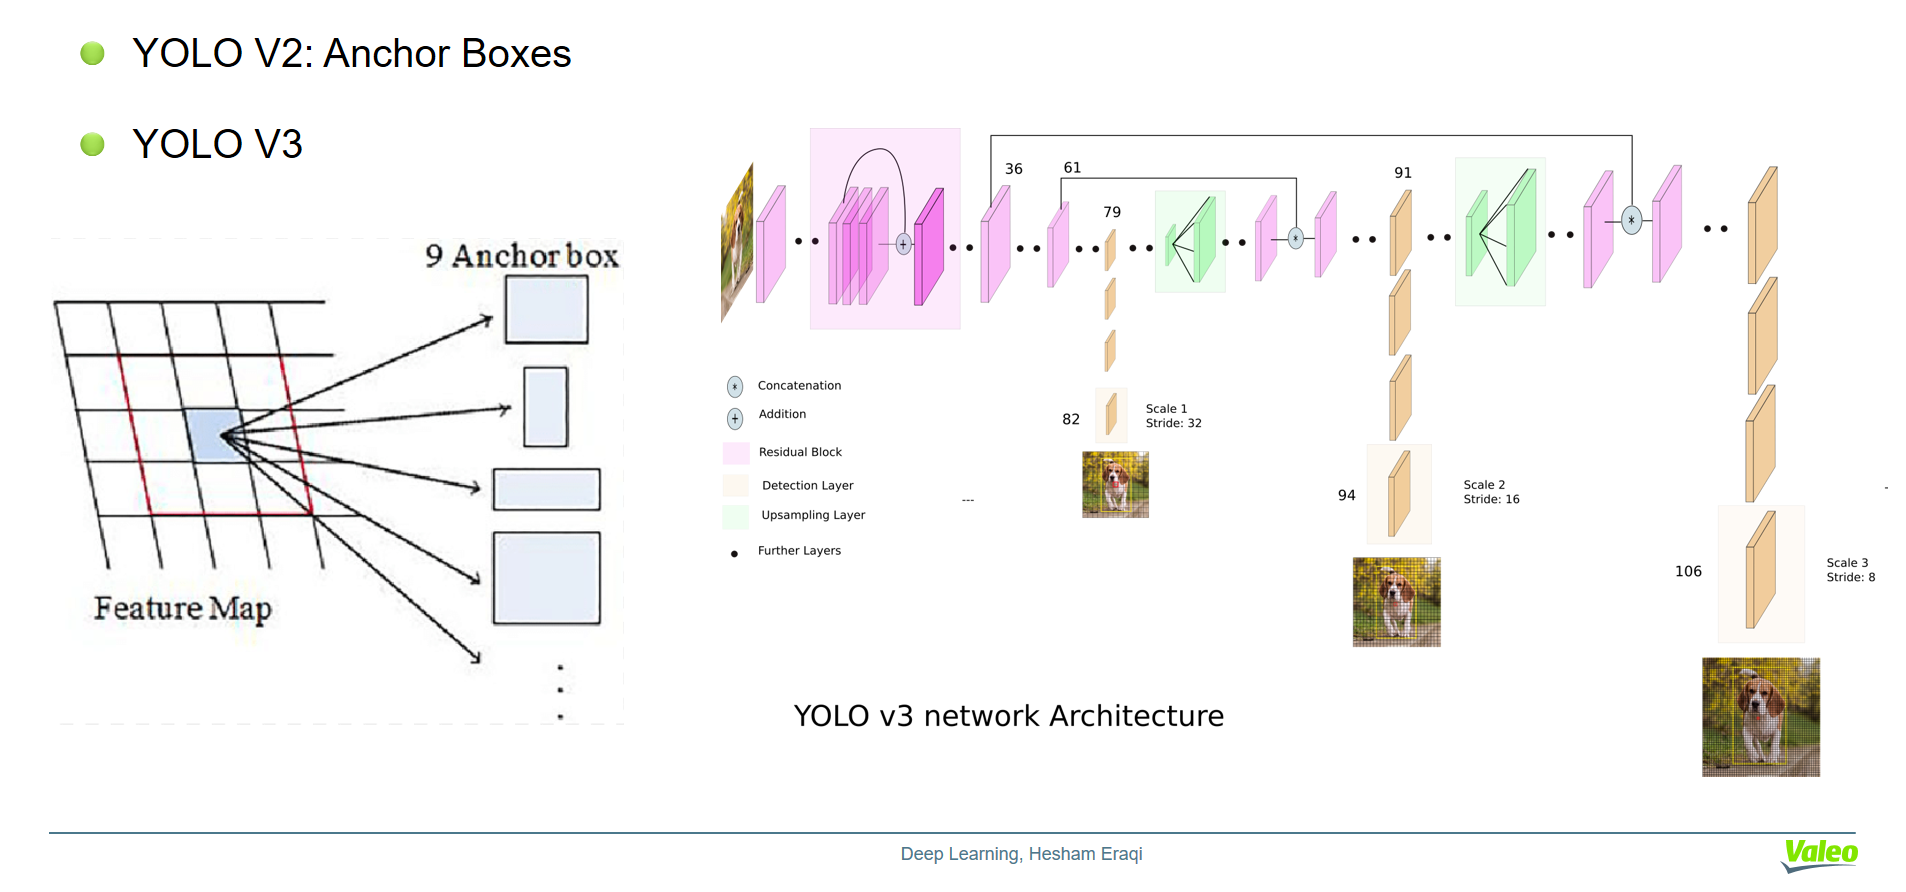 YOLO V2: Anchor Boxes
YOLO V3
9 Anchor box
Feature Map
36
61
79
91
*
+
*
*
Concatenation
+
Addition
Residual Block
Detection Layer
Upsampling Layer
Further Layers
---
82
Scale 1
Stride: 32
94
Scale 2
Stride: 16
106
Scale 3
Stride: 8
-
YOLO v3 network Architecture
Deep Learning, Hesham Eraqi
Valeo